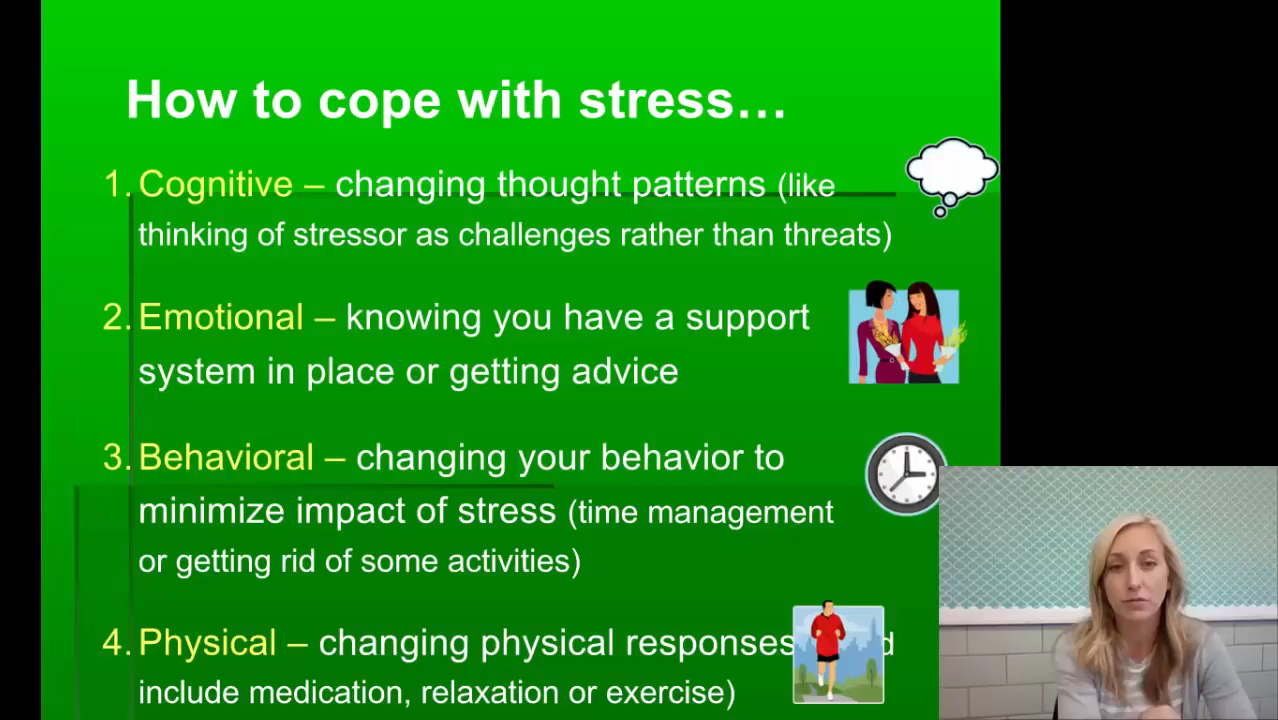 How to cope with stress…
1. Cognitive – changing thought patterns (like
thinking of stressor as challenges rather than threats)
2. Emotional – knowing you have a support
system in place or getting advice
3. Behavioral – changing your behavior to
minimize impact of stress (time management
or getting rid of some activities)
4. Physical – changing physical responses
include medication, relaxation or exercise)